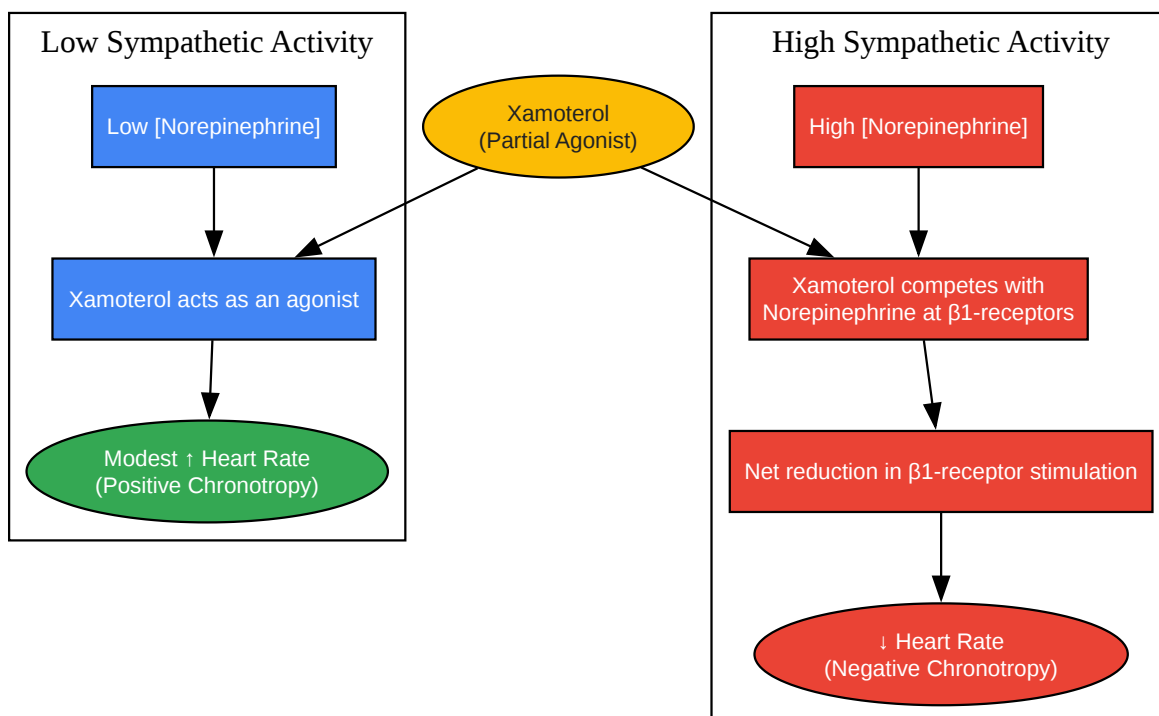 Low Sympathetic Activity
Low [Norepinephrine]
Xamoterol acts as an agonist
Modest ↑ Heart Rate
(Positive Chronotropy)
Xamoterol
(Partial Agonist)
High Sympathetic Activity
High [Norepinephrine]
Xamoterol competes with
Norepinephrine at β1-receptors
Net reduction in β1-receptor stimulation
↓ Heart Rate
(Negative Chronotropy)